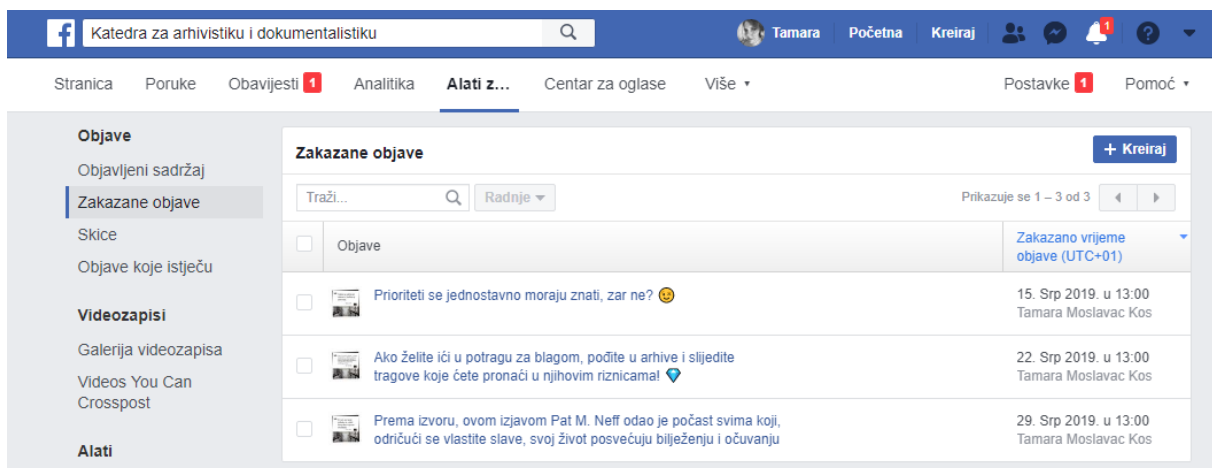 Katedra za arhivistiku i dokumentalistiku
Tamara Početna Kreiraj 1
Stranica Poruke Obavijesti 1 Analitika Alati z... Centar za oglase Više Postavke 1 Pomoć
Objave
Objavljeni sadržaj
Zakazane objave
Skice
Objave koje istječu
Videozapisi
Galerija videozapisa
Videos You Can
Crosspost
Alati
Zakazane objave
+ Kreiraj
Traži... Radnje Prikazuje se 1 – 3 od 3
Objave Zakazano vrijeme
objave (UTC+01)
Prioriteti se jednostavno moraju znati, zar ne? 😉 15. Srp 2019. u 13:00
Tamara Moslavac Kos
Ako želite ići u potragu za blagom, pođite u arhive i slijedite 22. Srp 2019. u 13:00
tragove koje ćete pronaći u njihovim riznicama! 💎 Tamara Moslavac Kos
Prema izvoru, ovom izjavom Pat M. Neff odao je počast svima koji, 29. Srp 2019. u 13:00
odričući se vlastite slave, svoj život posvećuju bilježenju i očuvanju Tamara Moslavac Kos